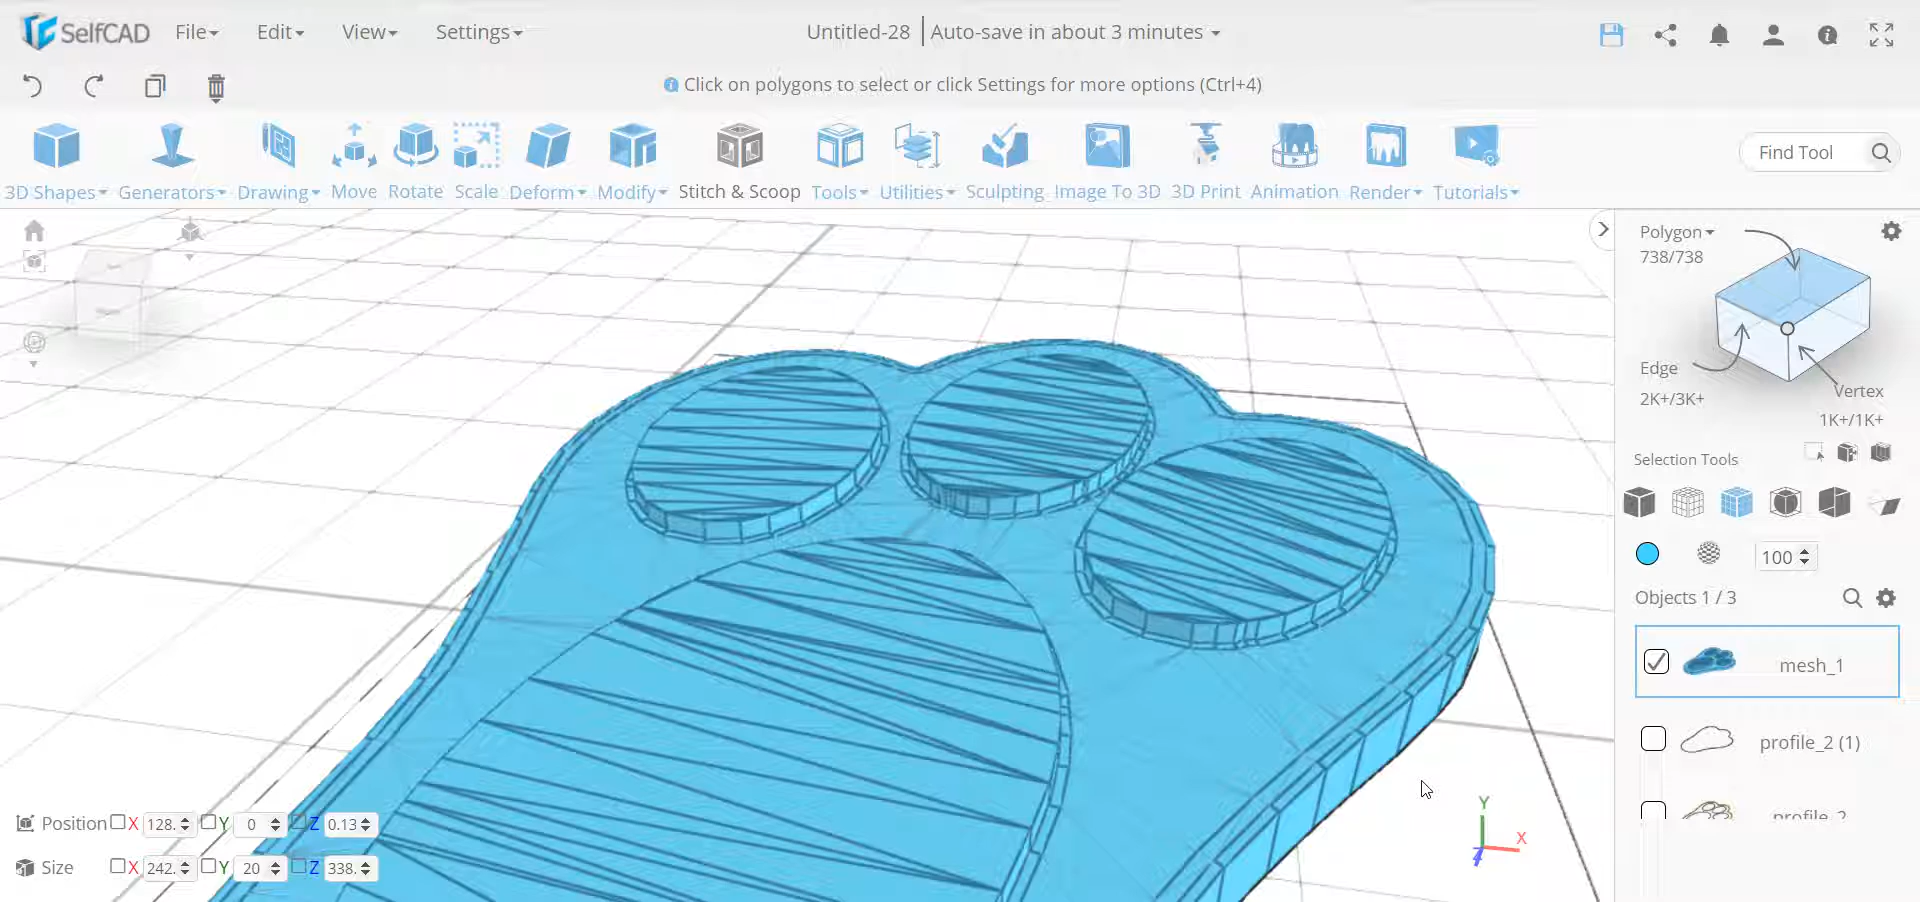 SelfCAD File Edit View Settings Untitled-28 Auto-save in about 3 minutes
Click on polygons to select or click Settings for more options (Ctrl+4)
3D Shapes Generators Drawing Move Rotate Scale Deform Modify Stitch & Scoop Tools Utilities Sculpting Image To 3D 3D Print Animation Render Tutorials
Find Tool
Polygon
738/738
Edge
2K+/3K+
Vertex
1K+/1K+
Selection Tools
100
Objects 1 / 3
mesh_1
profile_2 (1)
profile_2
Position X 128. Y 0 Z 0.13
Size X 242. Y 20 Z 338.
Y
X
Z